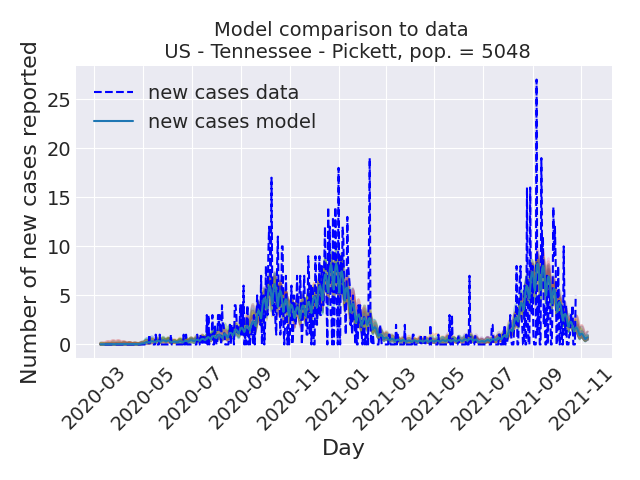 Model comparison to data
US - Tennessee - Pickett, pop. = 5048
Number of new cases reported
new cases data
new cases model
25
20
15
10
5
0
2020-03
2020-05
2020-07
2020-09
2020-11
2021-01
2021-03
2021-05
2021-07
2021-09
2021-11
Day